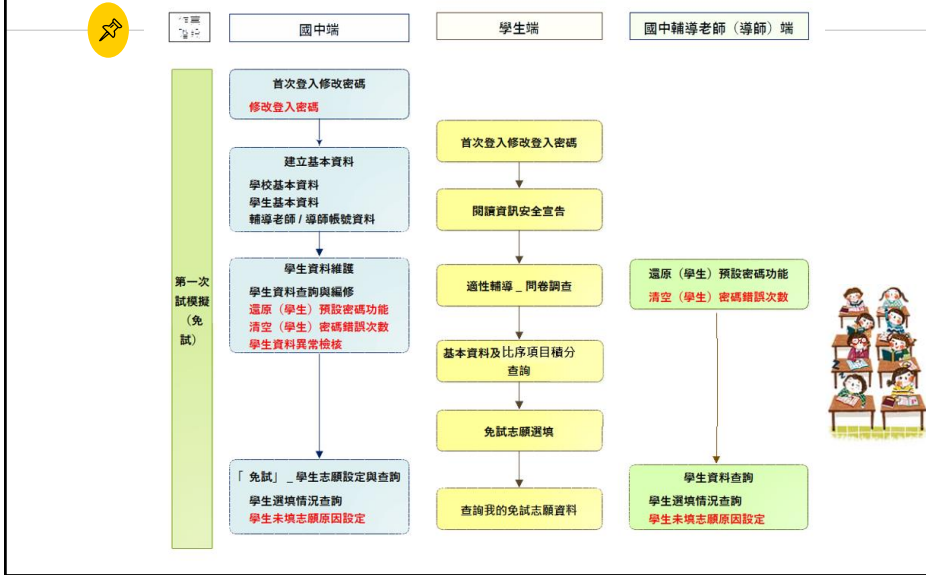 國中端
學生端
國中輔導老師（導師）端
第一次
試模擬
（免
試）
首次登入修改密碼
修改登入密碼
建立基本資料
學校基本資料
學生基本資料
輔導老師 / 導師帳號資料
學生資料維護
學生資料查詢與編修
還原（學生）預設密碼功能
清空（學生）密碼錯誤次數
學生資料異常檢核
「 免試」 _ 學生志願設定與查詢
學生選填情況查詢
學生未填志願原因設定
首次登入修改登入密碼
閱讀資訊安全宣告
適性輔導 _ 問卷調查
基本資料及比序項目積分
查詢
免試志願選填
查詢我的免試志願資料
還原（學生）預設密碼功能
清空（學生）密碼錯誤次數
學生資料查詢
學生選填情況查詢
學生未填志願原因設定